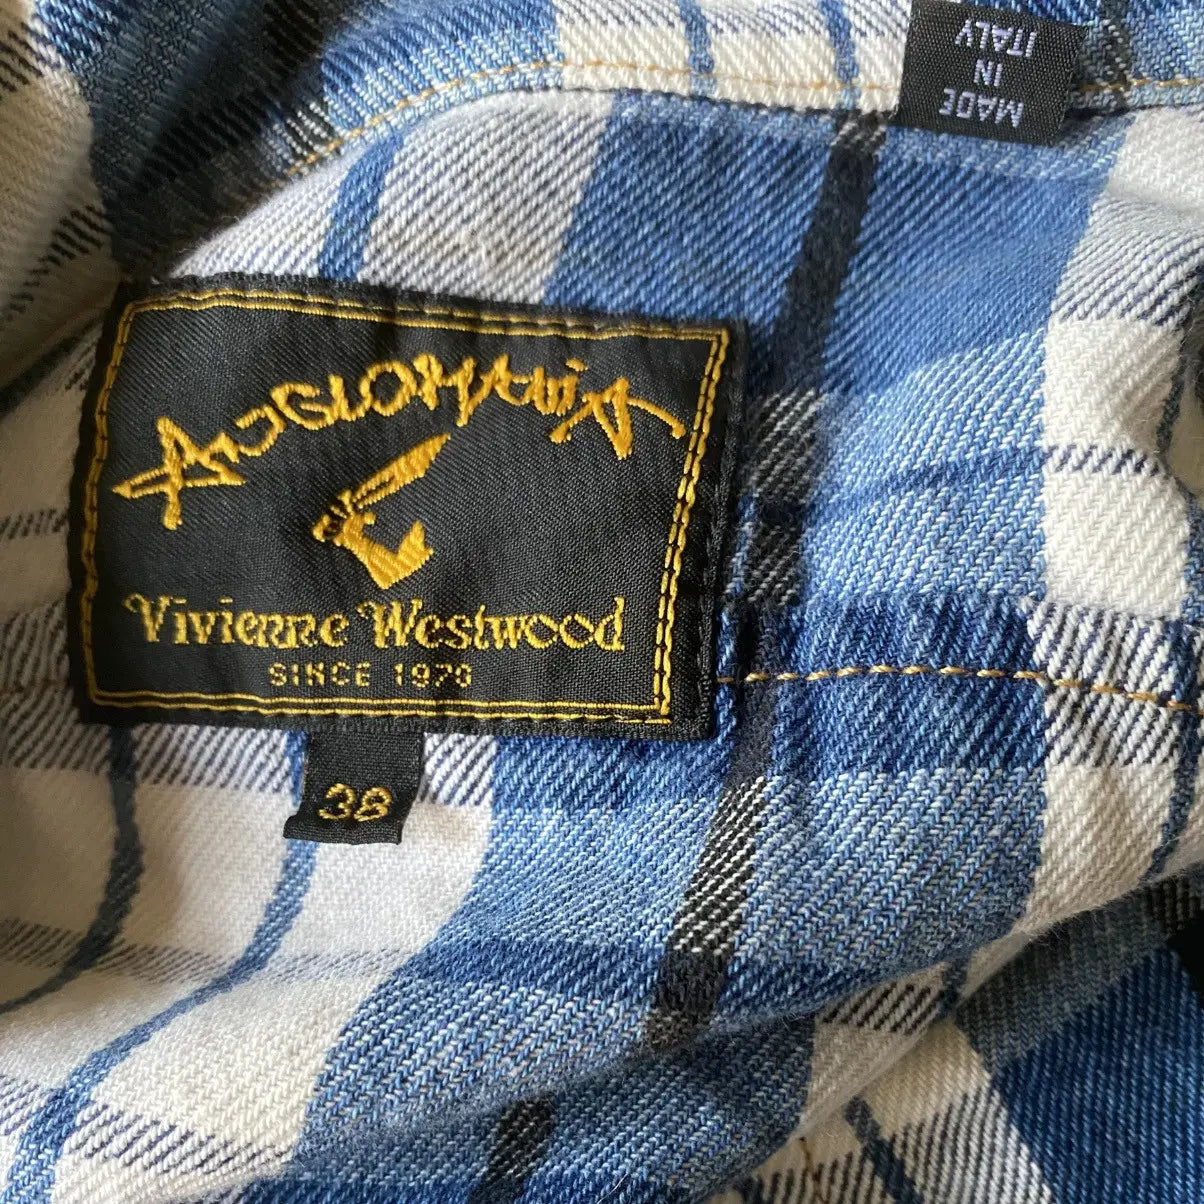 ANGLOMANIA
Vivienne Westwood
SINCE 1970
38
MADE
IN
ITALY